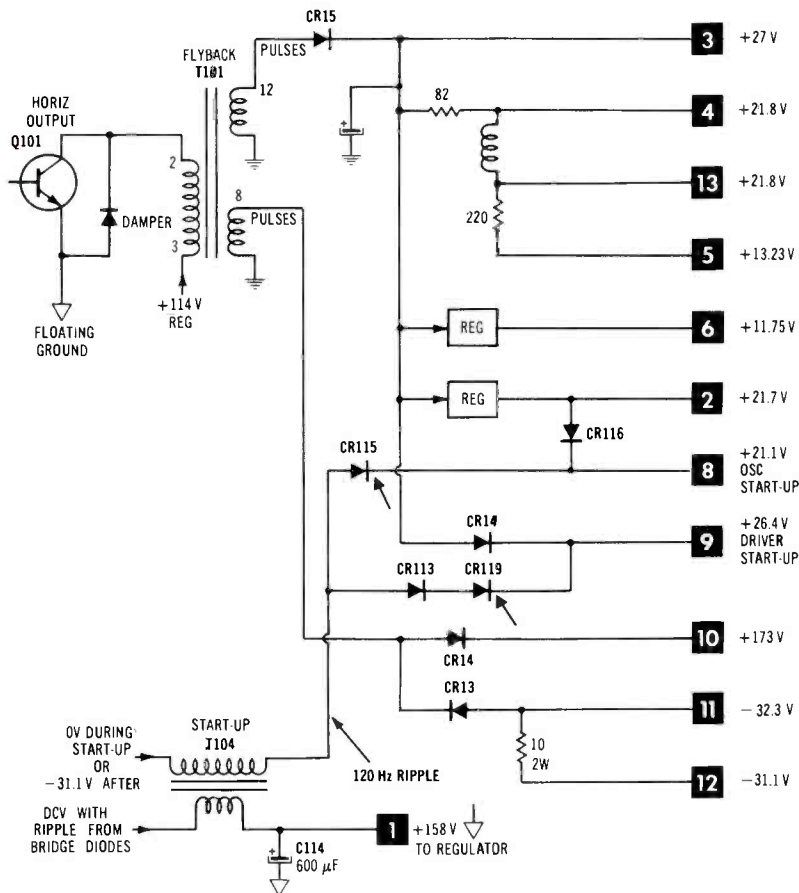 CR15
PULSES
3
+27 V
FLYBACK
T101
12
HORIZ
OUTPUT
Q101
82
4
+21.8 V
2
DAMPER
8
PULSES
13
+21.8 V
220
3
+114 V
REG
5
+13.23 V
FLOATING
GROUND
REG
6
+11.75 V
REG
2
+21.7 V
CR116
CR115
8
+21.1 V
OSC
START-UP
CR14
9
+26.4 V
DRIVER
START-UP
CR113
CR119
10
+173 V
CR14
CR13
11
− 32.3 V
10
2W
12
−31.1 V
0V DURING
START-UP
OR
−31.1 V AFTER
START-UP
T104
120 Hz RIPPLE
DCV WITH
RIPPLE FROM
BRIDGE DIODES
1
+158 V
TO REGULATOR
C114
600 µF